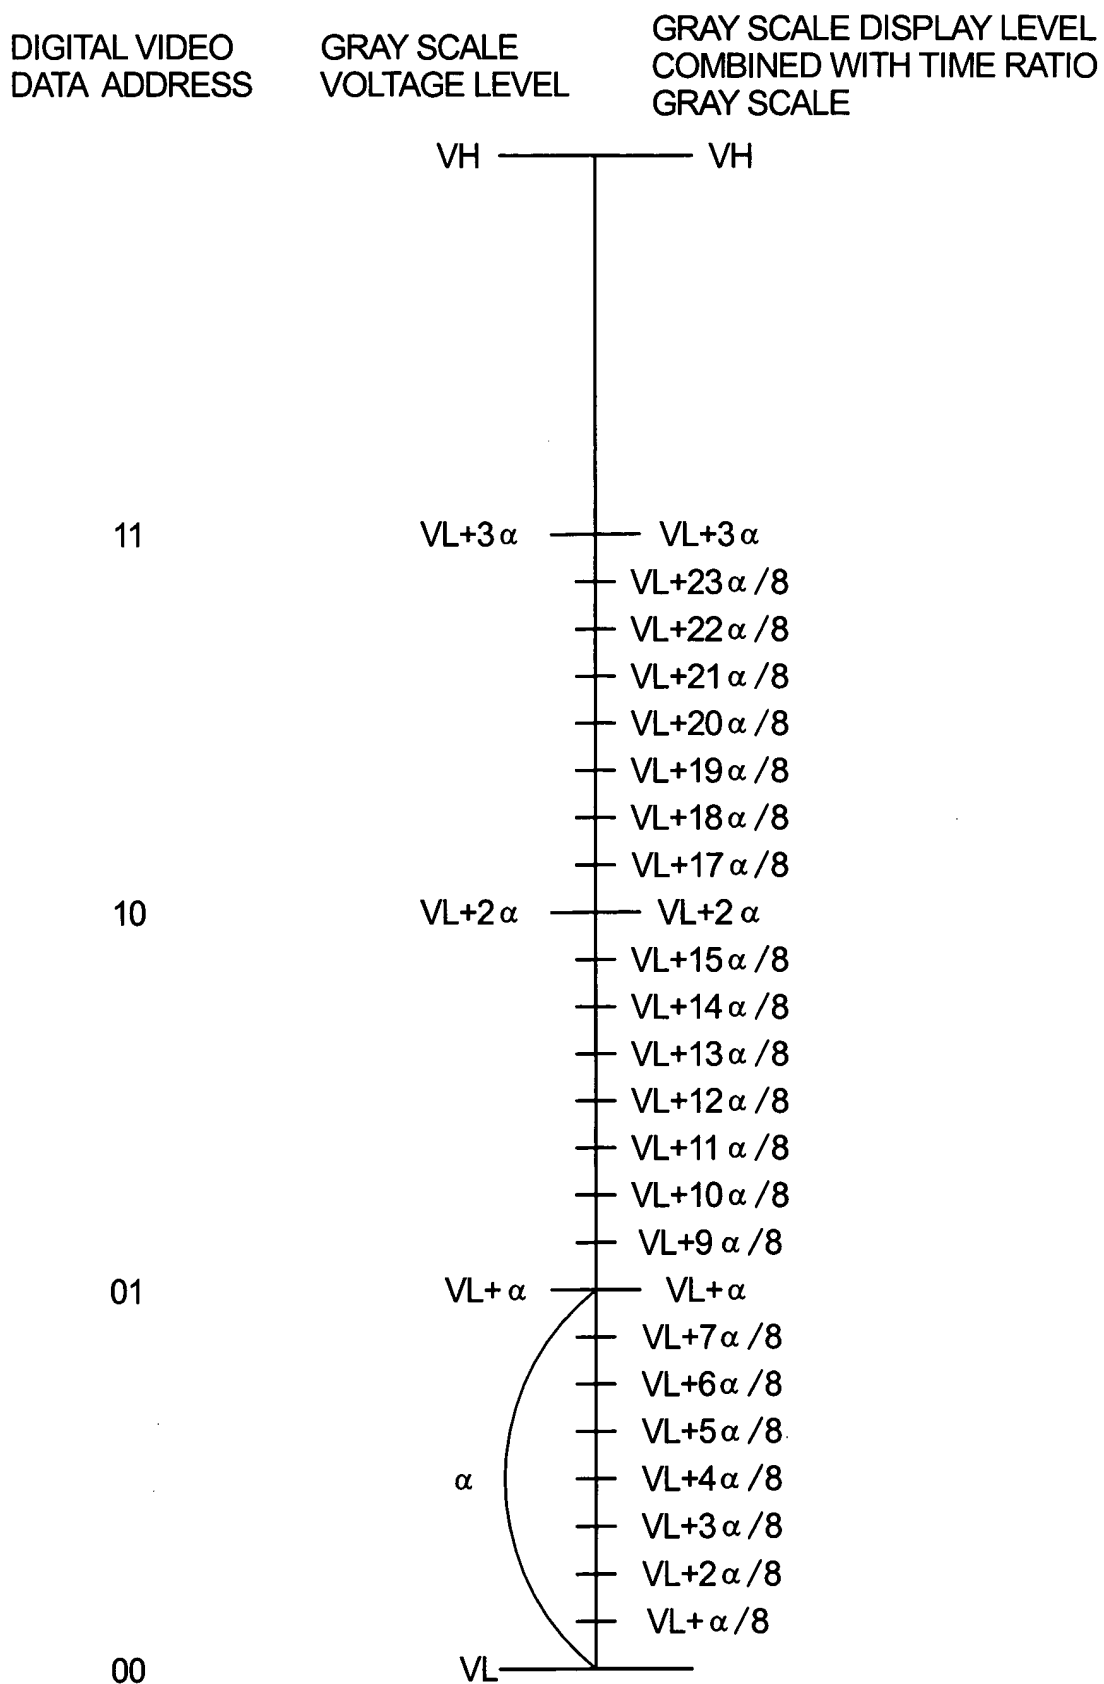 DIGITAL VIDEO
DATA ADDRESS
GRAY SCALE
VOLTAGE LEVEL
GRAY SCALE DISPLAY LEVEL
COMBINED WITH TIME RATIO
GRAY SCALE
VH VH
11 VL+3α VL+3α
VL+23α/8
VL+22α/8
VL+21α/8
VL+20α/8
VL+19α/8
VL+18α/8
VL+17α/8
10 VL+2α VL+2α
VL+15α/8
VL+14α/8
VL+13α/8
VL+12α/8
VL+11α/8
VL+10α/8
VL+9α/8
01 VL+α VL+α
VL+7α/8
VL+6α/8
VL+5α/8
α VL+4α/8
VL+3α/8
VL+2α/8
VL+α/8
00 VL